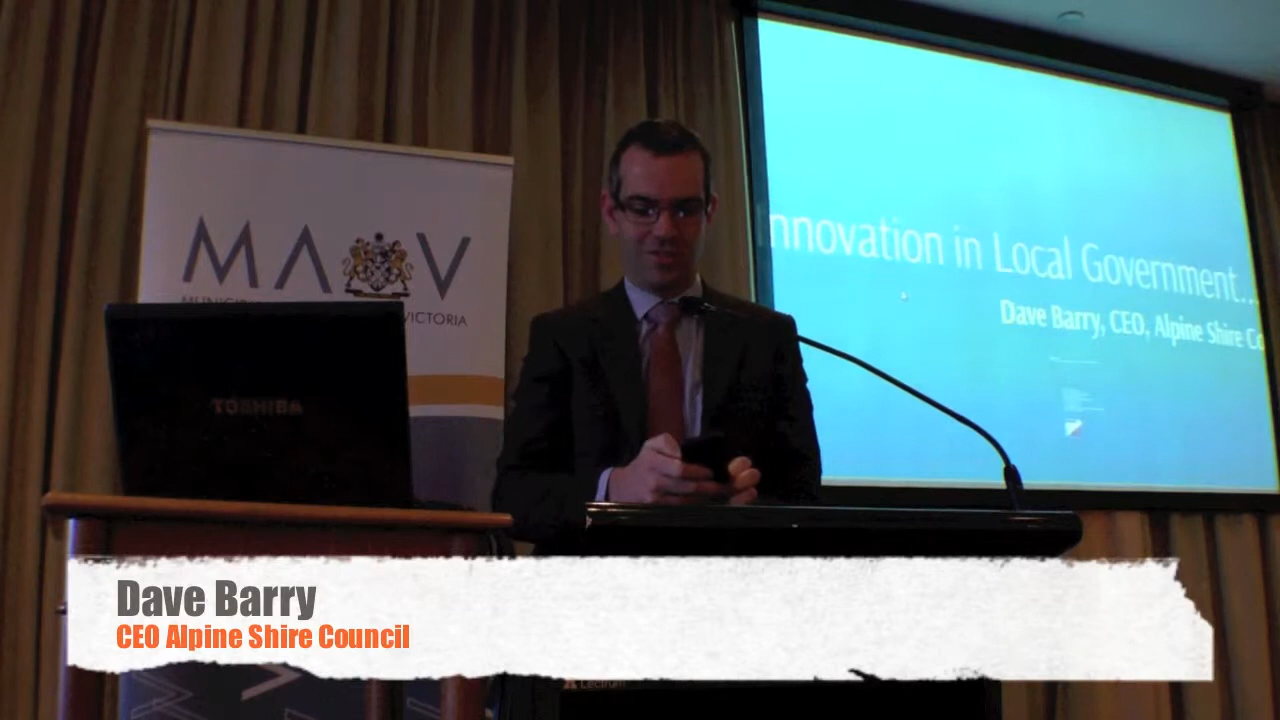 MAV
VICTORIA
TOSHIBA
nnovation in Local Government...
Dave Barry, CEO, Alpine Shire Co
Dave Barry
CEO Alpine Shire Council
Lectrum